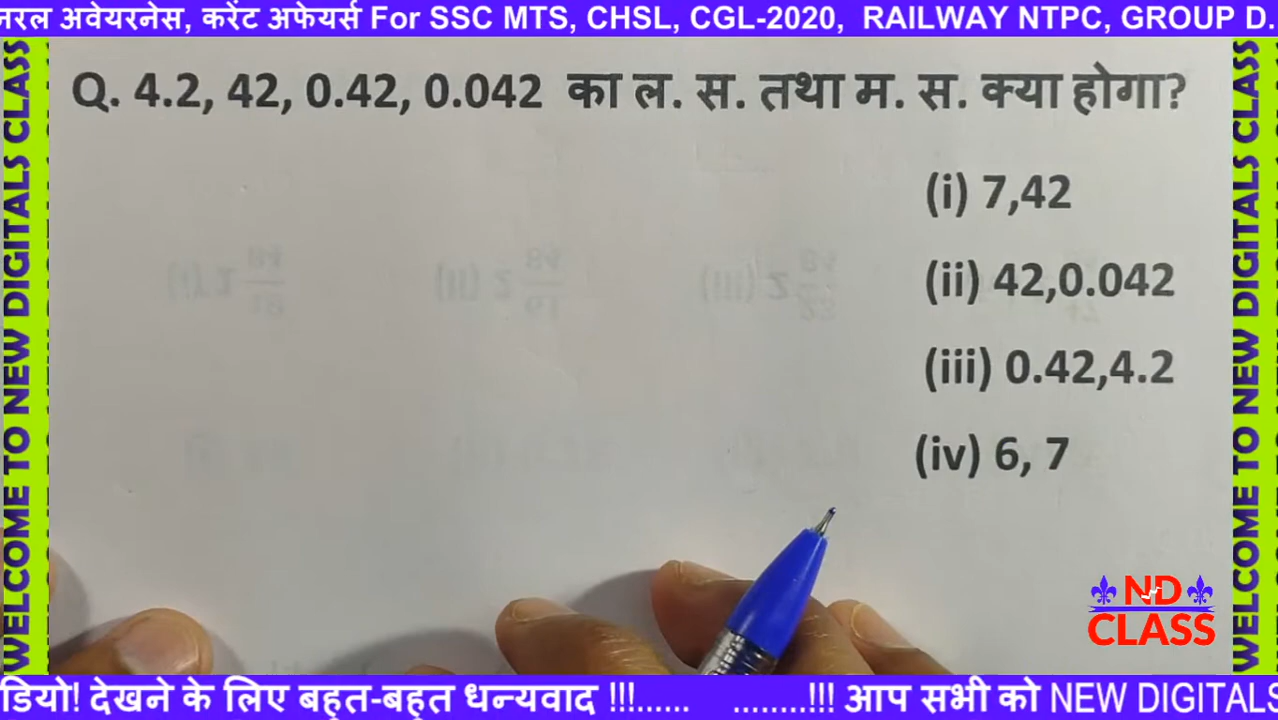 नरल अवेयरनेस, करेंट अफेयर्स For SSC MTS, CHSL, CGL-2020, RAILWAY NTPC, GROUP D.
WELCOME TO NEW DIGITALS CLASS
Q. 4.2, 42, 0.42, 0.042 का ल. स. तथा म. स. क्या होगा?
(i) 7,42
(ii) 42,0.042
(iii) 0.42,4.2
(iv) 6, 7
ND
CLASS
WELCOME TO NEW DIGITALS CLASS
डियो! देखने के लिए बहुत-बहुत धन्यवाद !!!...... ........!!! आप सभी को NEW DIGITALS